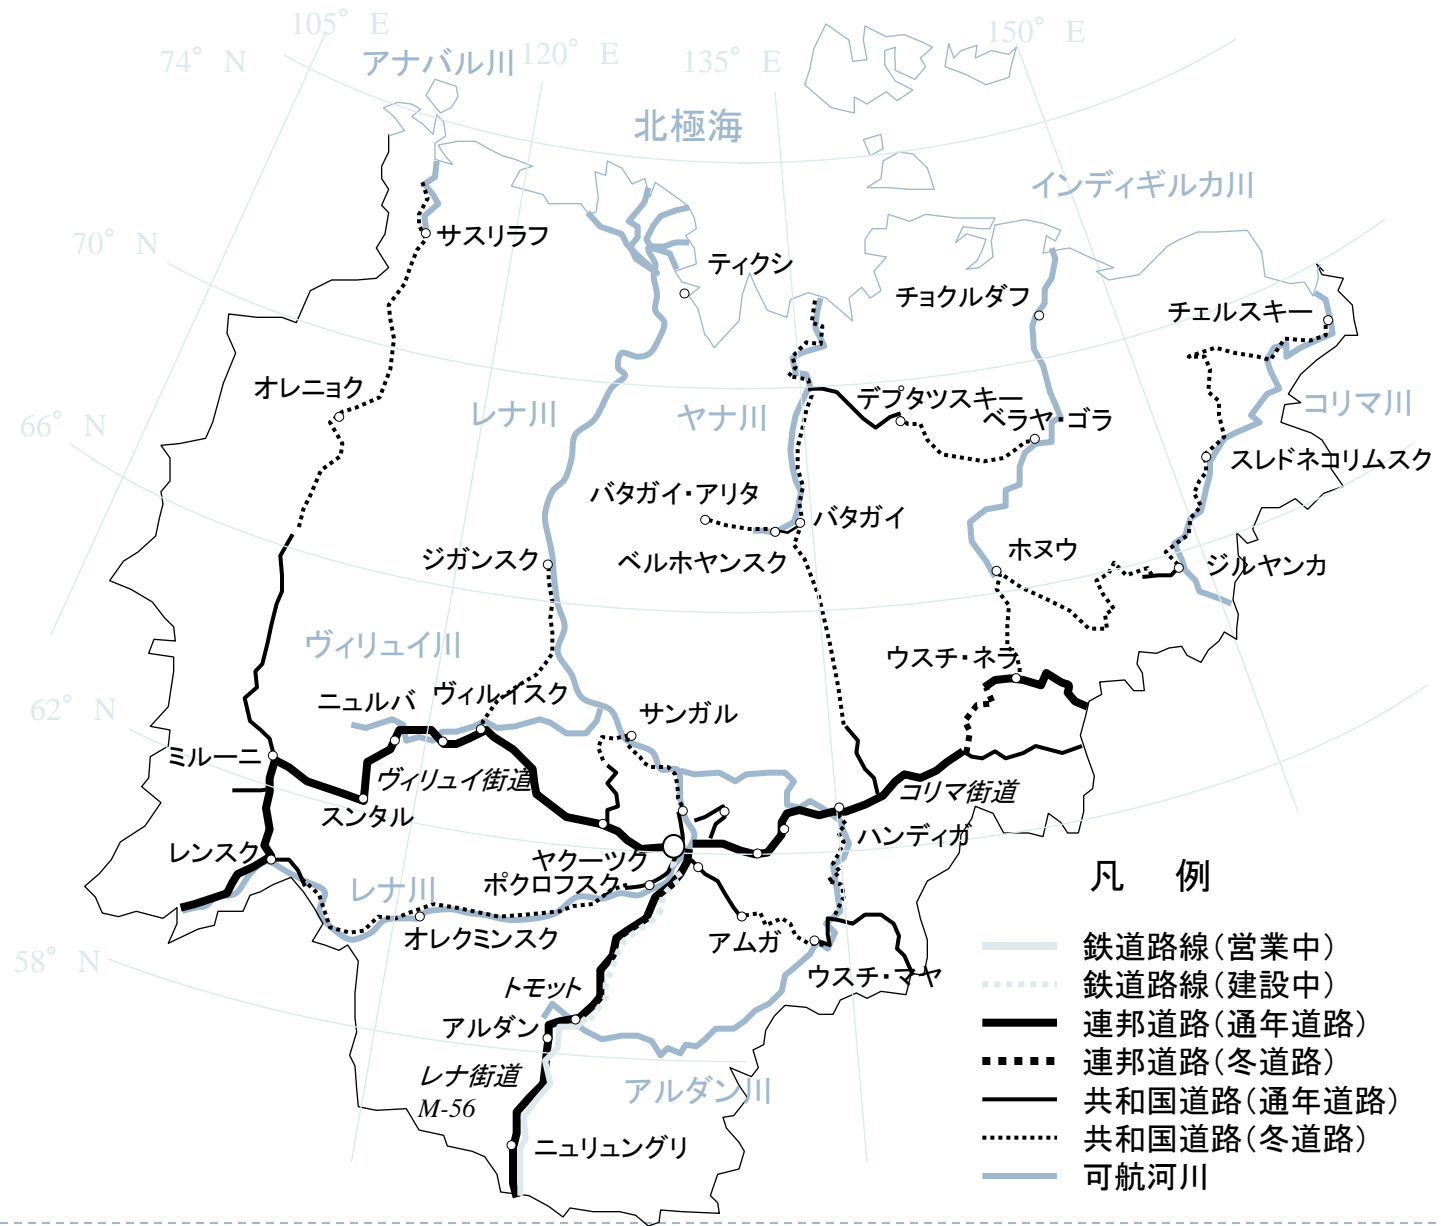 105° E
150° E
74° N
アナバル川
120° E
135° E
北極海
インディギルカ川
70° N
サスリラフ
ティクシ
チョクルダフ
チェルスキー
オレニョク
レナ川
ヤナ川
デプタツスキー
ベラヤ・ゴラ
コリマ川
66° N
スレドネコリムスク
バタガイ・アリタ
バタガイ
ジガンスク
ベルホヤンスク
ホヌウ
ジルヤンカ
ヴィリュイ川
ウスチ・ネラ
ニュルバ
ヴィルイスク
62° N
サンガル
ミルーニ
ヴィリュイ街道
コリマ街道
スンタル
ハンディガ
レンスク
ヤクーツク
ポクロフスク
レナ川
凡 例
オレクミンスク
アムガ
鉄道路線(営業中)
58° N
ウスチ・マヤ
鉄道路線(建設中)
トモット
アルダン
連邦道路(通年道路)
連邦道路(冬道路)
レナ街道
M-56
アルダン川
共和国道路(通年道路)
共和国道路(冬道路)
ニュリュングリ
可航河川